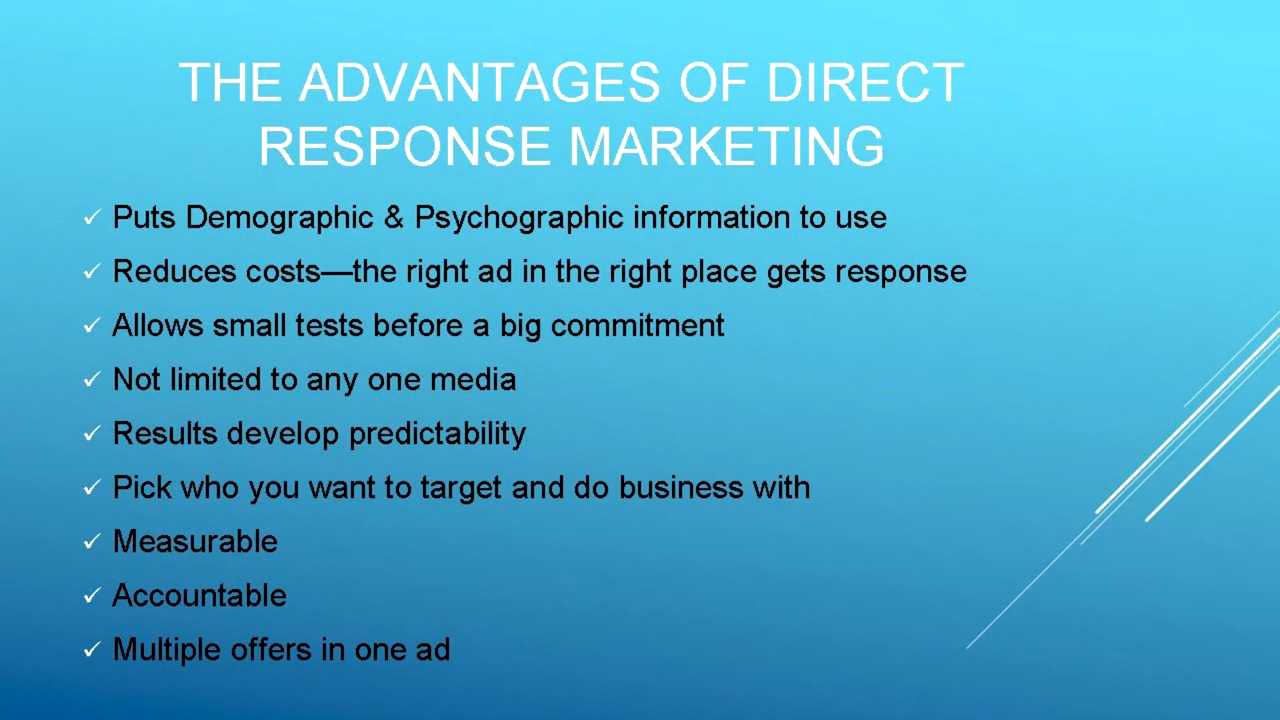 THE ADVANTAGES OF DIRECT
RESPONSE MARKETING
✓ Puts Demographic & Psychographic information to use
✓ Reduces costs—the right ad in the right place gets response
✓ Allows small tests before a big commitment
✓ Not limited to any one media
✓ Results develop predictability
✓ Pick who you want to target and do business with
✓ Measurable
✓ Accountable
✓ Multiple offers in one ad